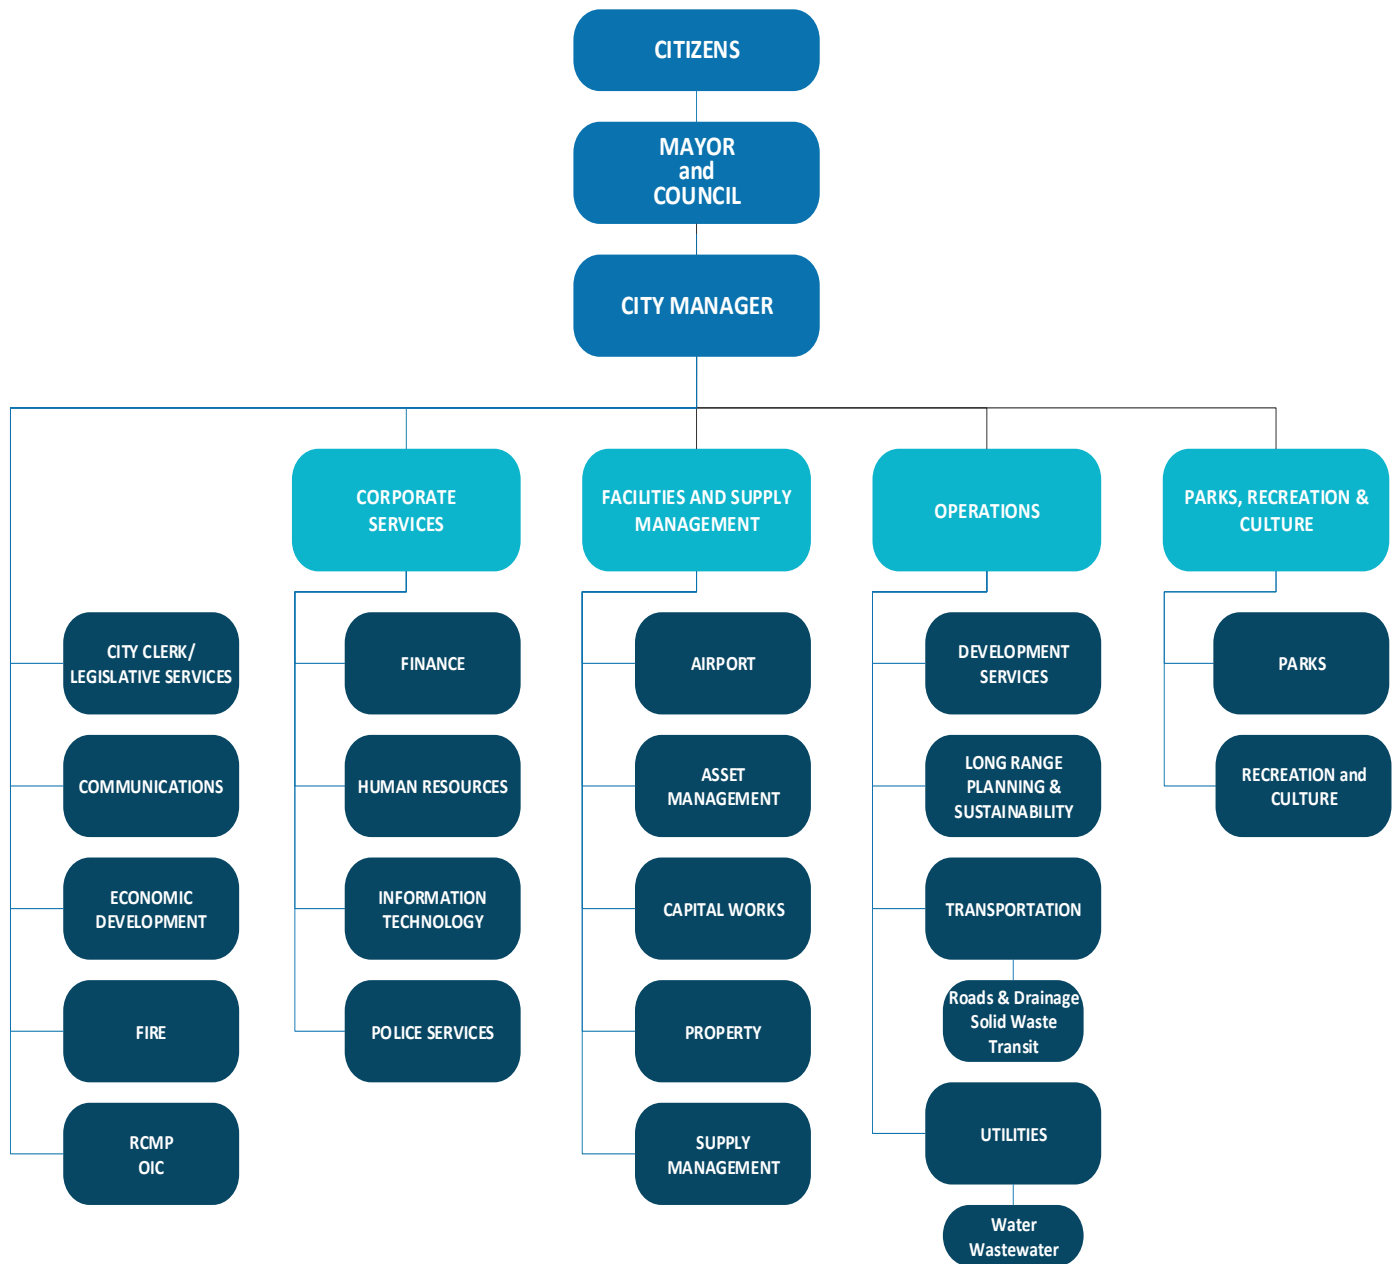 CITIZENS
MAYOR
and
COUNCIL
CITY MANAGER
CORPORATE
SERVICES
FACILITIES AND SUPPLY
MANAGEMENT
OPERATIONS
PARKS, RECREATION &
CULTURE
CITY CLERK/
LEGISLATIVE SERVICES
COMMUNICATIONS
ECONOMIC
DEVELOPMENT
FIRE
RCMP
OIC
FINANCE
HUMAN RESOURCES
INFORMATION
TECHNOLOGY
POLICE SERVICES
AIRPORT
ASSET
MANAGEMENT
CAPITAL WORKS
PROPERTY
SUPPLY
MANAGEMENT
DEVELOPMENT
SERVICES
LONG RANGE
PLANNING &
SUSTAINABILITY
TRANSPORTATION
Roads & Drainage
Solid Waste
Transit
UTILITIES
Water
Wastewater
PARKS
RECREATION and
CULTURE